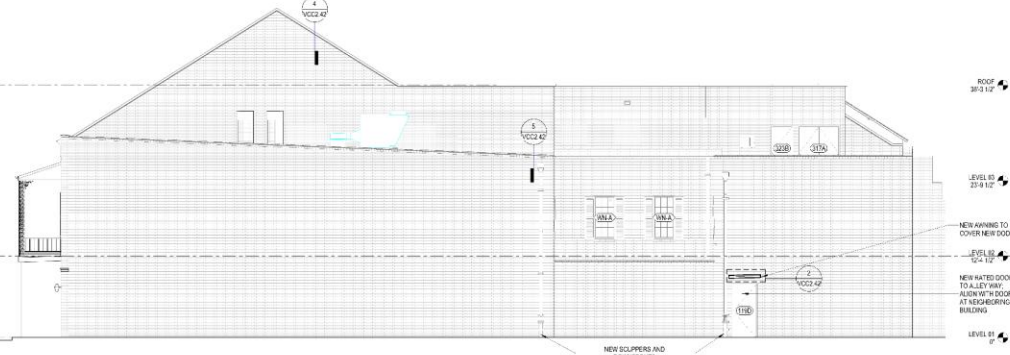 4
VCC2.42
ROOF
38'-3 1/2"
5
VCC2.42
323B
317A
LEVEL 03
23'-9 1/2"
WN-A
WN-A
NEW AWNING TO
COVER NEW DOO
LEVEL 02
12'-4 1/2"
2
VCC2.42
NEW RATED DOOR
TO ALLEY WAY;
ALIGN WITH DOOR
AT NEIGHBORING
BUILDING
119D
LEVEL 01
0"
NEW SCUPPERS AND